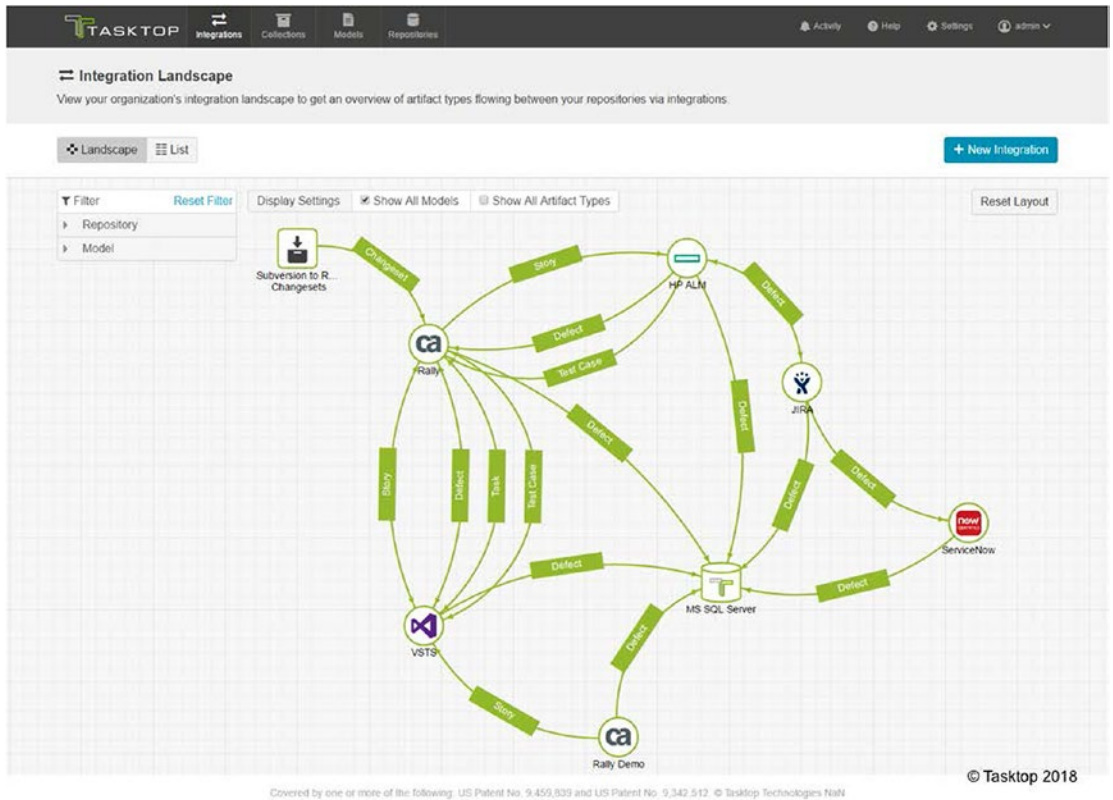 TASKTOP
Integrations
Collections
Models
Repositories
Activity
Help
Settings
admin
Integration Landscape
View your organization's integration landscape to get an overview of artifact types flowing between your repositories via integrations.
Landscape
List
+ New Integration
Filter
Reset Filter
Display Settings
Show All Models
Show All Artifact Types
Reset Layout
Repository
Model
Subversion to R...
Changesets
Changeset
Story
HP ALM
Defect
Defect
Test Case
ca
Rally
JIRA
Defect
Defect
Story
Defect
Task
Test Case
Defect
Defect
now
ServiceNow
Defect
Defect
MS SQL Server
VSTS
Defect
Story
ca
Rally Demo
© Tasktop 2018
Covered by one or more of the following: US Patent No. 9,459,839 and US Patent No. 9,342,512. © Tasktop Technologies NaN